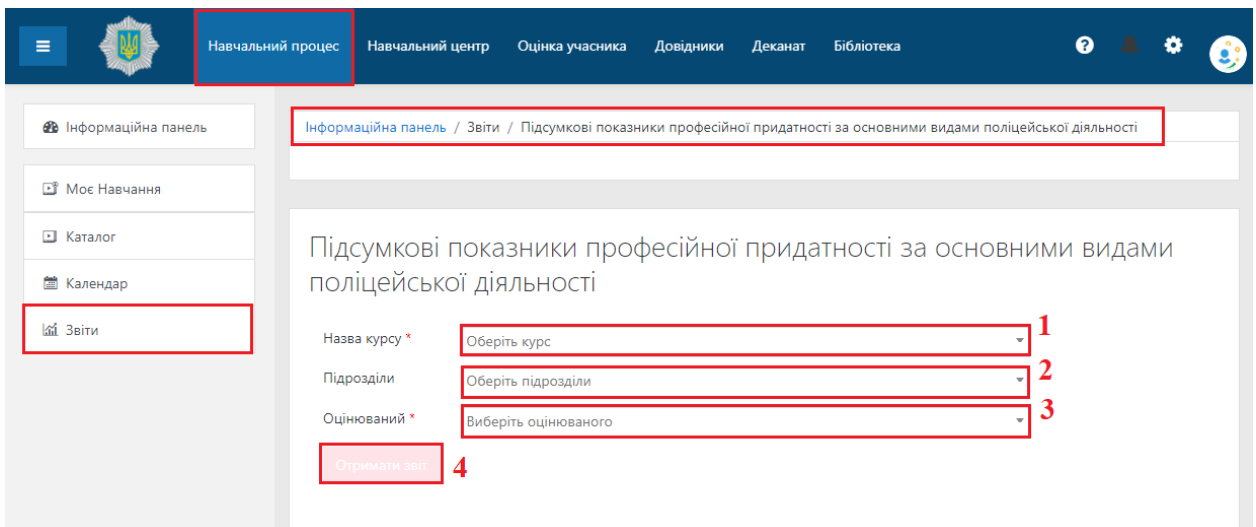 Навчальний процес Навчальний центр Оцінка учасника Довідники Деканат Бібліотека
Інформаційна панель
Інформаційна панель / Звіти / Підсумкові показники професійної придатності за основними видами поліцейської діяльності
Моє Навчання
Каталог
Календар
Звіти
Підсумкові показники професійної придатності за основними видами
поліцейської діяльності
Назва курсу * Оберіть курс 1
Підрозділи Оберіть підрозділи 2
Оцінюваний * Виберіть оцінюваного 3
Отримати звіт 4